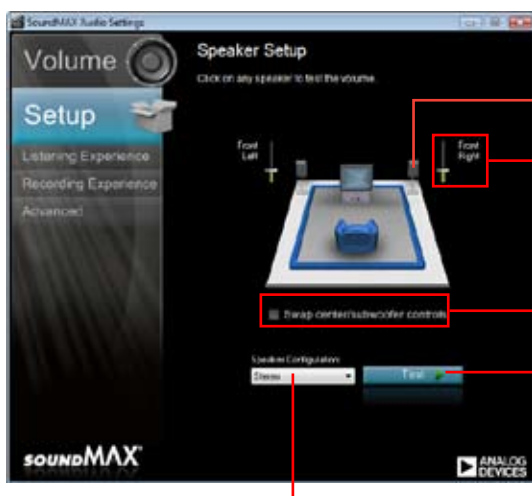 SoundMAX Audio Settings
Volume
Speaker Setup
Click on any speaker to test the volume.
Setup
Listening Experience
Recording Experience
Advanced
Front
Left
Front
Right
Swap center/subwoofer controls
Speaker Configuration:
Stereo
Test
SOUNDMAX
ANALOG
DEVICES